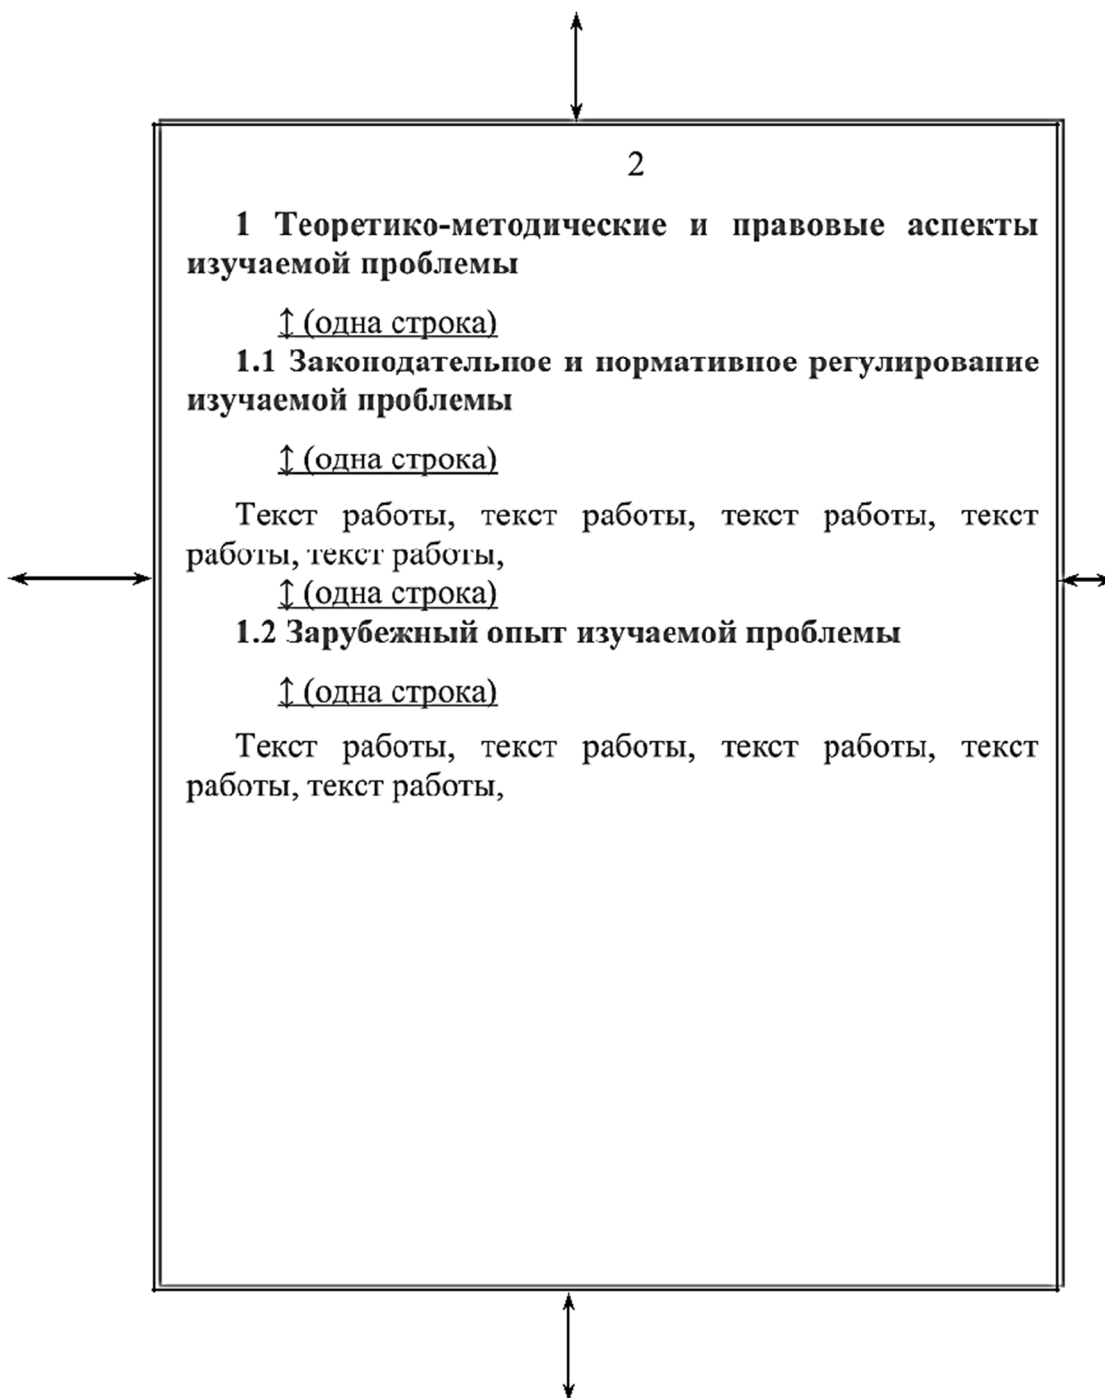 2
1 Теоретико-методические и правовые аспекты
изучаемой проблемы
↕ (одна строка)
1.1 Законодательное и нормативное регулирование
изучаемой проблемы
↕ (одна строка)
Текст работы, текст работы, текст работы, текст
работы, текст работы,
↕ (одна строка)
1.2 Зарубежный опыт изучаемой проблемы
↕ (одна строка)
Текст работы, текст работы, текст работы, текст
работы, текст работы,